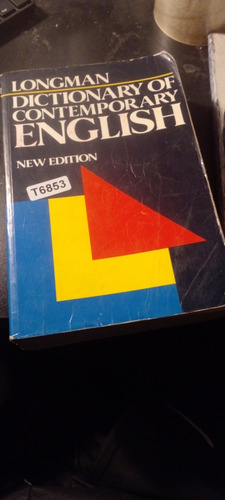 LONGMAN
DICTIONARY OF
CONTEMPORARY
ENGLISH
NEW EDITION
T6853